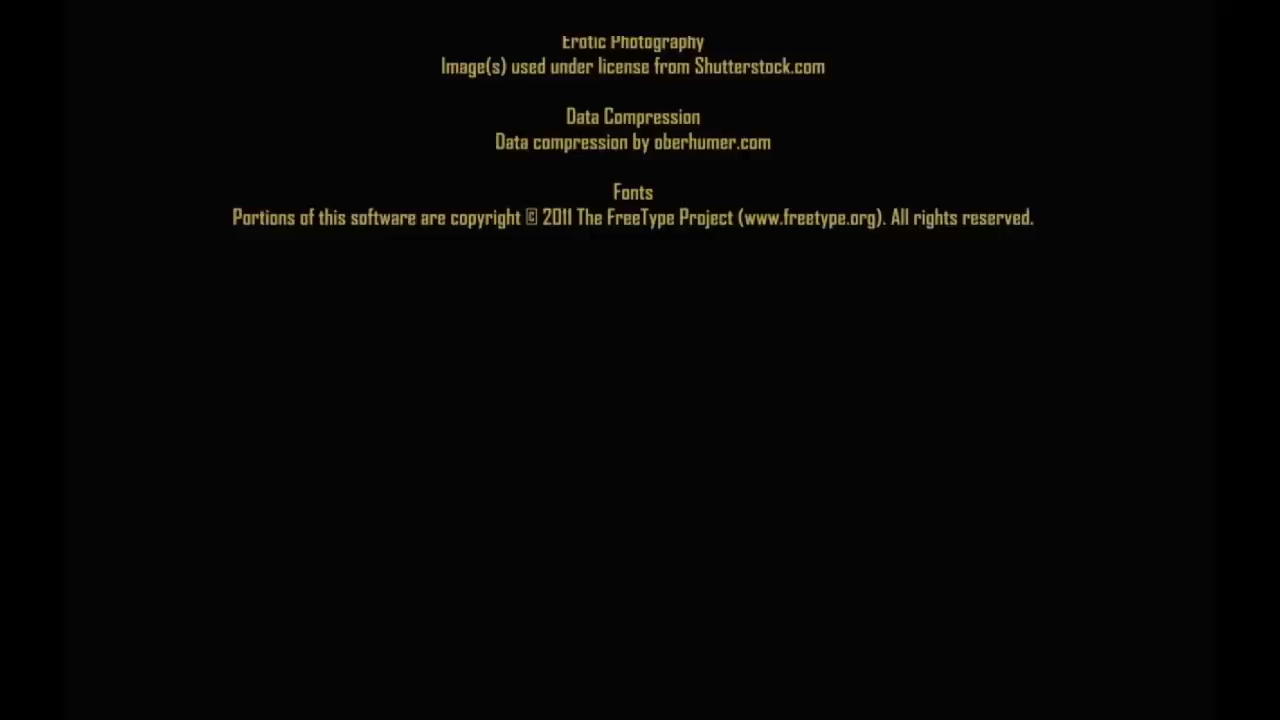 Erotic Photography
Image(s) used under license from Shutterstock.com
Data Compression
Data compression by oberhumer.com
Fonts
Portions of this software are copyright © 2011 The FreeType Project (www.freetype.org). All rights reserved.